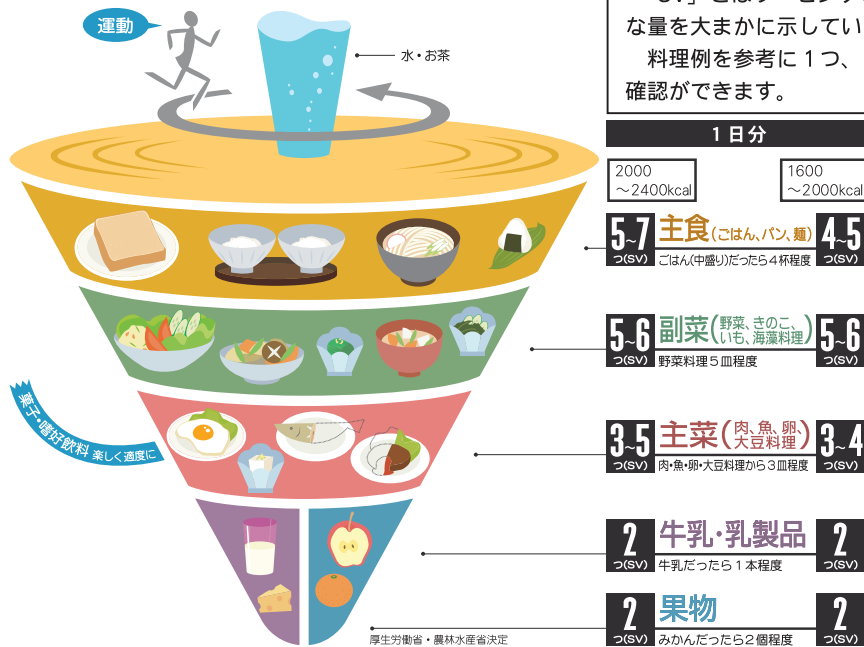 な量を大まかに示してい
料理例を参考に1つ、
確認ができます。
運動
水・お茶
1日分
2000
～2400kcal
1600
～2000kcal
5~7
つ(SV)
主食(ごはん、パン、麺)
ごはん(中盛り)だったら4杯程度
4~5
つ(SV)
5~6
つ(SV)
副菜(野菜、きのこ、
いも、海藻料理)
野菜料理5皿程度
5~6
つ(SV)
菓子・嗜好飲料 楽しく適度に
3~5
つ(SV)
主菜(肉、魚、卵、
大豆料理)
肉・魚・卵・大豆料理から3皿程度
3~4
つ(SV)
2
つ(SV)
牛乳・乳製品
牛乳だったら1本程度
2
つ(SV)
2
つ(SV)
果物
みかんだったら2個程度
2
つ(SV)
厚生労働省・農林水産省決定